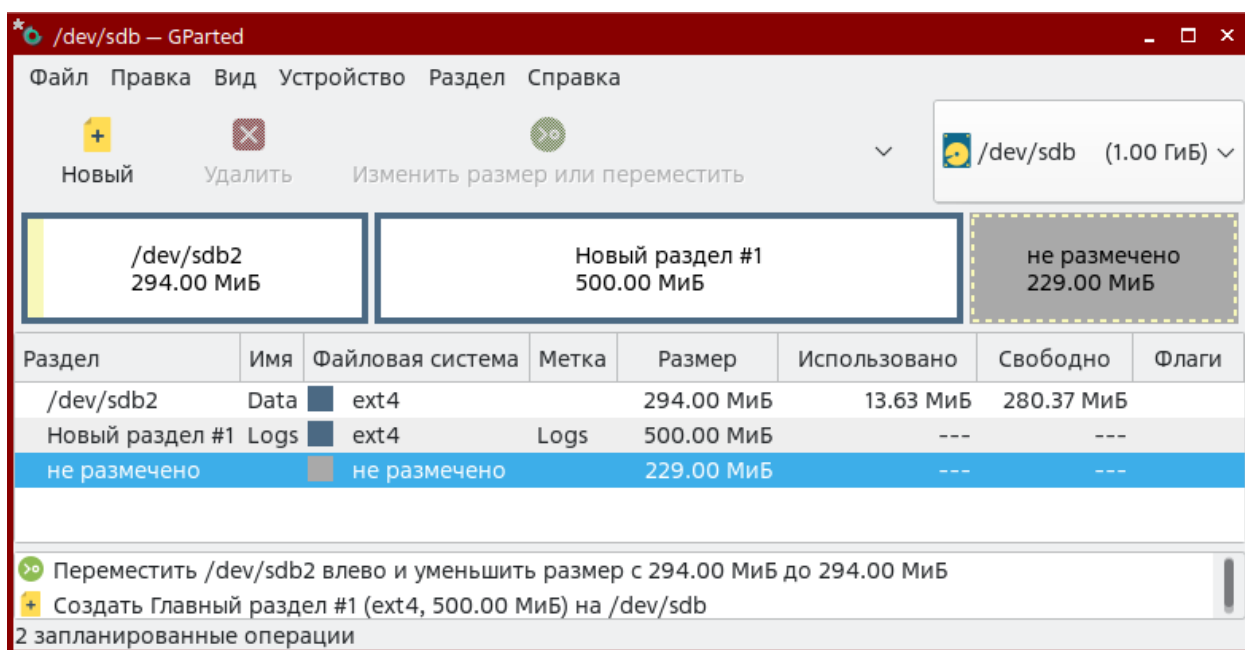 /dev/sdb — GParted
Файл Правка Вид Устройство Раздел Справка
Новый Удалить Изменить размер или переместить /dev/sdb (1.00 ГиБ)
/dev/sdb2 Новый раздел #1 не размечено
294.00 МиБ 500.00 МиБ 229.00 МиБ
Раздел Имя Файловая система Метка Размер Использовано Свободно Флаги
/dev/sdb2 Data ext4 294.00 МиБ 13.63 МиБ 280.37 МиБ
Новый раздел #1 Logs ext4 Logs 500.00 МиБ --- ---
не размечено не размечено 229.00 МиБ --- ---
Переместить /dev/sdb2 влево и уменьшить размер с 294.00 МиБ до 294.00 МиБ
Создать Главный раздел #1 (ext4, 500.00 МиБ) на /dev/sdb
2 запланированные операции